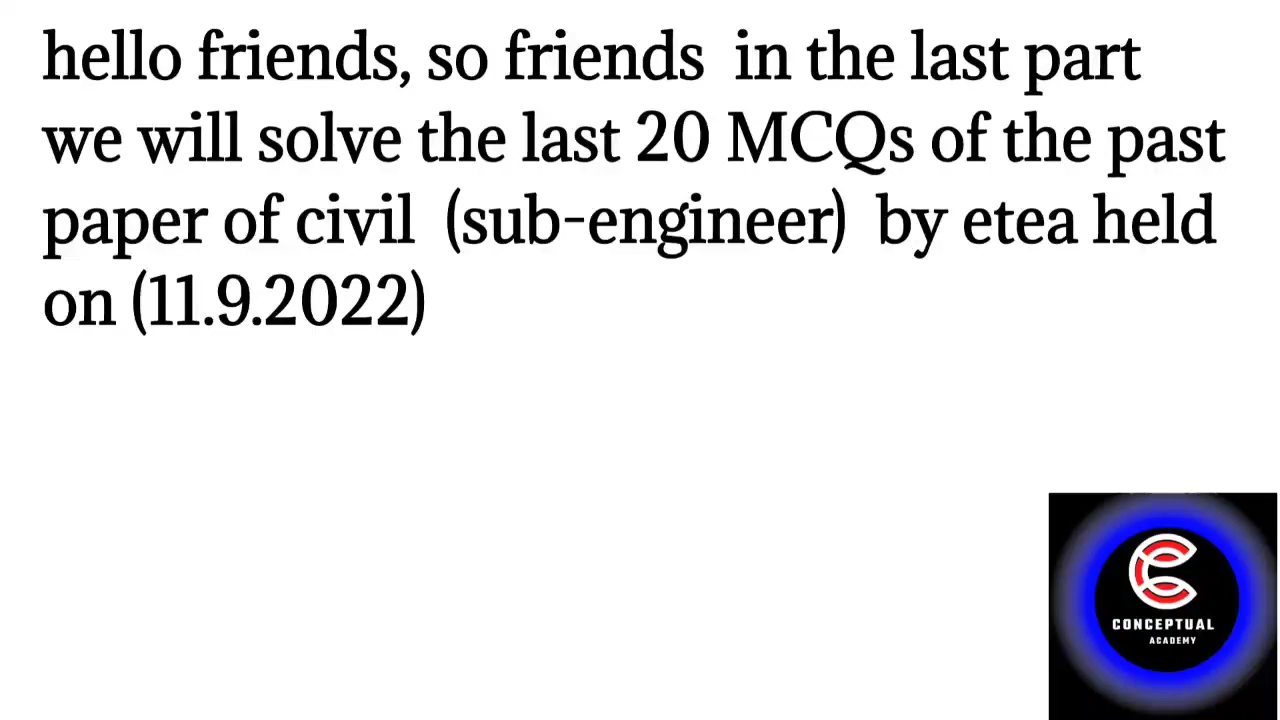 hello friends, so friends in the last part
we will solve the last 20 MCQs of the past
paper of civil (sub-engineer) by etea held
on (11.9.2022)
CONCEPTUAL
ACADEMY